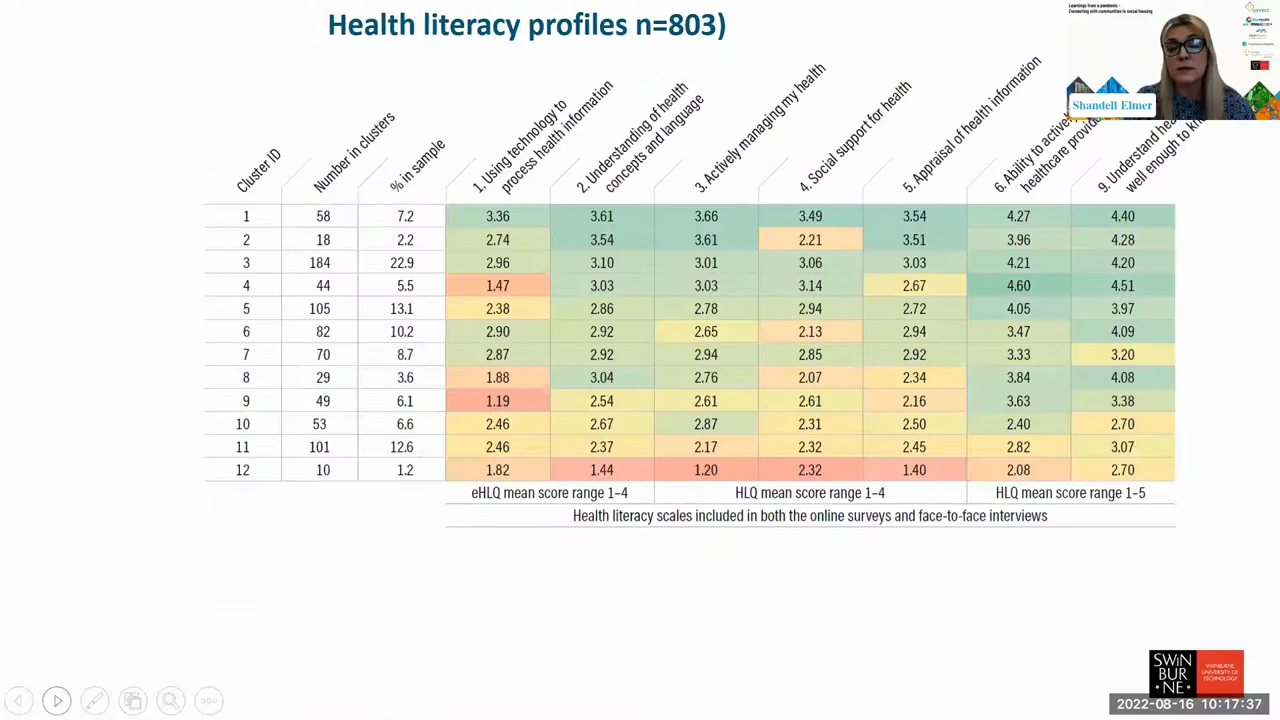 Health literacy profiles n=803)
Learnings from a pandemic -
Connecting with communities in social housing
Shandell Elmer
Cluster ID
Number in clusters
% in sample
1. Using technology to
process health information
2. Understanding of health
concepts and language
3. Actively managing my health
4. Social support for health
5. Appraisal of health information
6. Ability to actively
healthcare provide
9. Understand hea
well enough to kn
1 58 7.2 3.36 3.61 3.66 3.49 3.54 4.27 4.40
2 18 2.2 2.74 3.54 3.61 2.21 3.51 3.96 4.28
3 184 22.9 2.96 3.10 3.01 3.06 3.03 4.21 4.20
4 44 5.5 1.47 3.03 3.03 3.14 2.67 4.60 4.51
5 105 13.1 2.38 2.86 2.78 2.94 2.72 4.05 3.97
6 82 10.2 2.90 2.92 2.65 2.13 2.94 3.47 4.09
7 70 8.7 2.87 2.92 2.94 2.85 2.92 3.33 3.20
8 29 3.6 1.88 3.04 2.76 2.07 2.34 3.84 4.08
9 49 6.1 1.19 2.54 2.61 2.61 2.16 3.63 3.38
10 53 6.6 2.46 2.67 2.87 2.31 2.50 2.40 2.70
11 101 12.6 2.46 2.37 2.17 2.32 2.45 2.82 3.07
12 10 1.2 1.82 1.44 1.20 2.32 1.40 2.08 2.70
eHLQ mean score range 1–4 HLQ mean score range 1–4 HLQ mean score range 1–5
Health literacy scales included in both the online surveys and face-to-face interviews
SWIN
BUR
NE
SWINBURNE
UNIVERSITY OF
TECHNOLOGY
2022-08-16 10:17:37